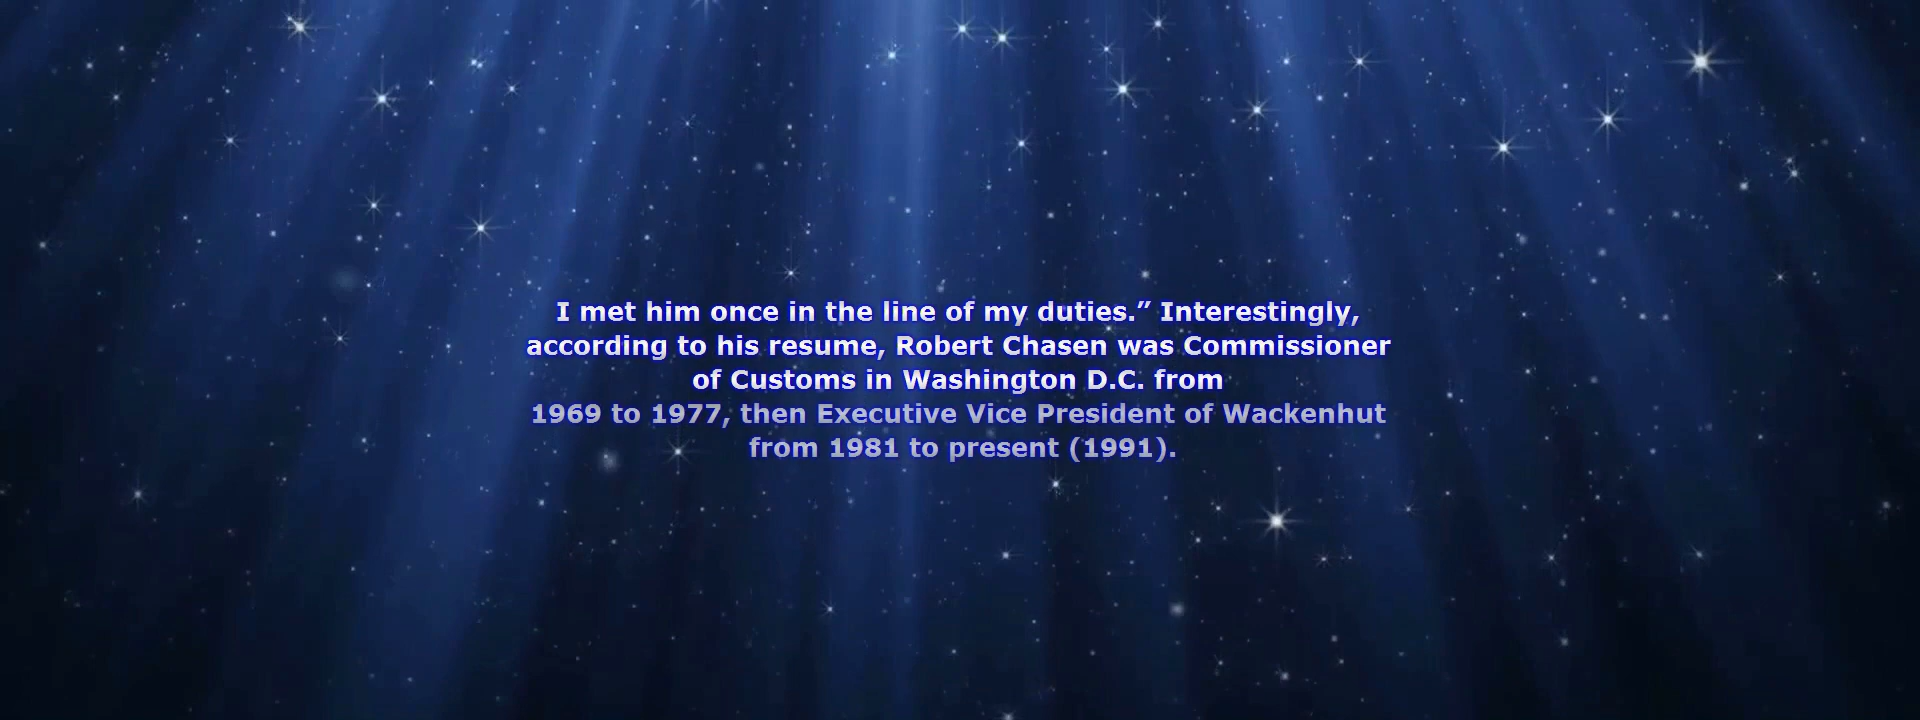 I met him once in the line of my duties.” Interestingly,
according to his resume, Robert Chasen was Commissioner
of Customs in Washington D.C. from
1969 to 1977, then Executive Vice President of Wackenhut
from 1981 to present (1991).